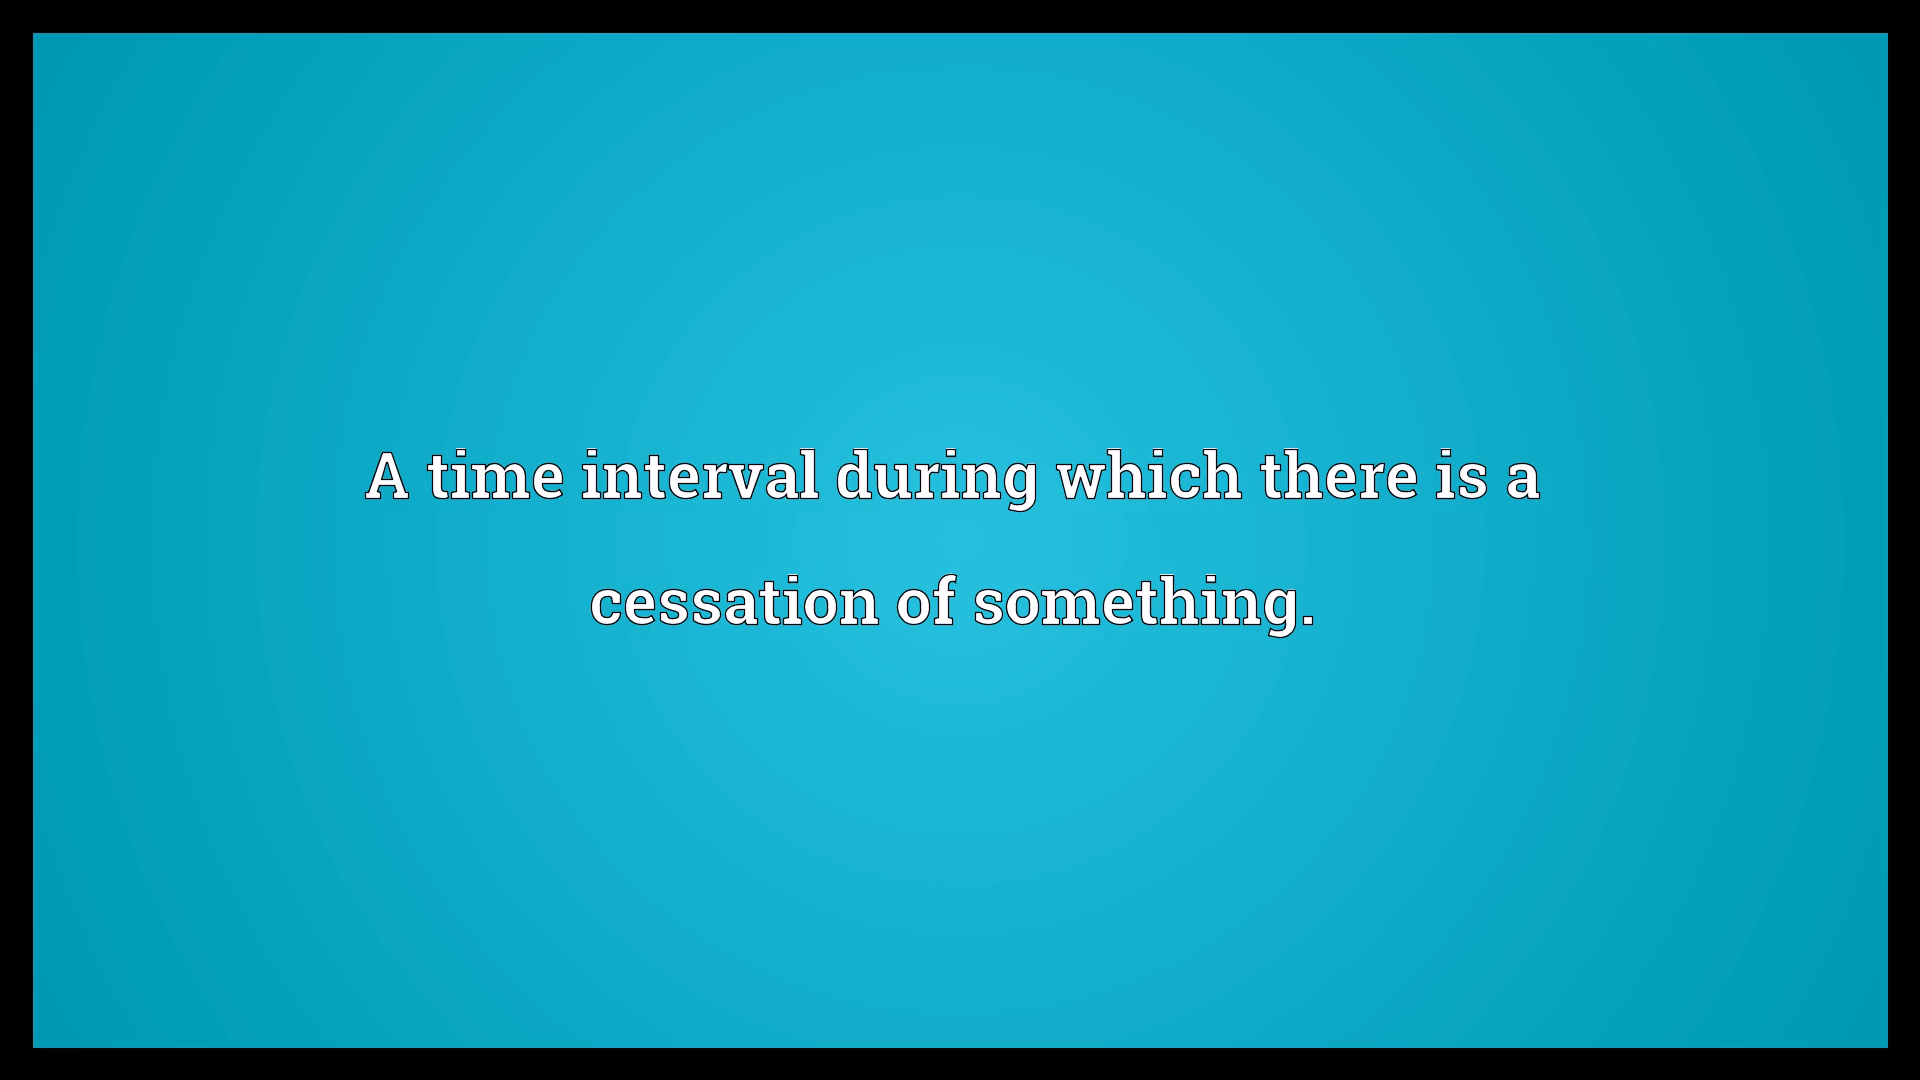 A time interval during which there is a
cessation of something.